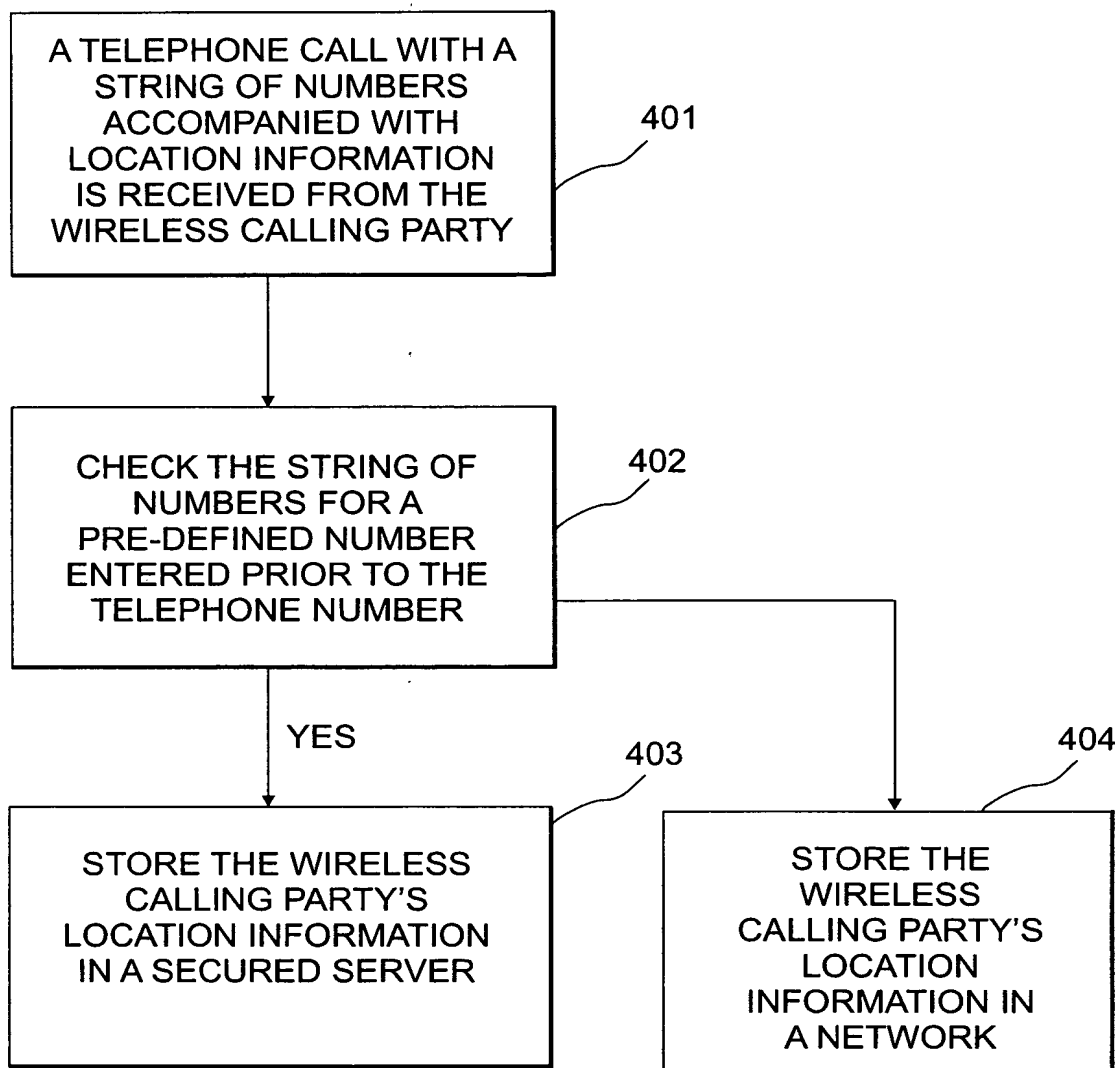 A TELEPHONE CALL WITH A
STRING OF NUMBERS
ACCOMPANIED WITH
LOCATION INFORMATION
IS RECEIVED FROM THE
WIRELESS CALLING PARTY
401
CHECK THE STRING OF
NUMBERS FOR A
PRE-DEFINED NUMBER
ENTERED PRIOR TO THE
TELEPHONE NUMBER
402
YES
403
STORE THE WIRELESS
CALLING PARTY'S
LOCATION INFORMATION
IN A SECURED SERVER
404
STORE THE
WIRELESS
CALLING PARTY'S
LOCATION
INFORMATION IN
A NETWORK